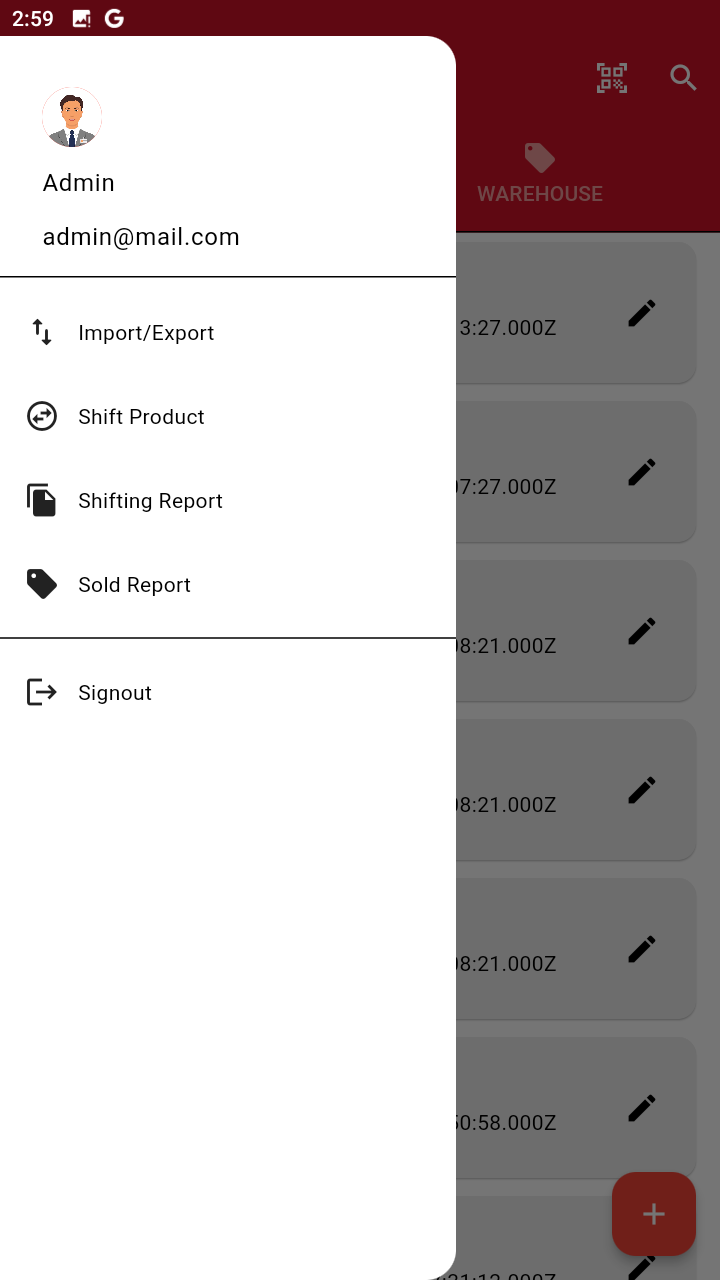 2:59
WAREHOUSE
Admin
admin@mail.com
Import/Export
Shift Product
Shifting Report
Sold Report
Signout
3:27.000Z
07:27.000Z
08:21.000Z
08:21.000Z
08:21.000Z
50:58.000Z